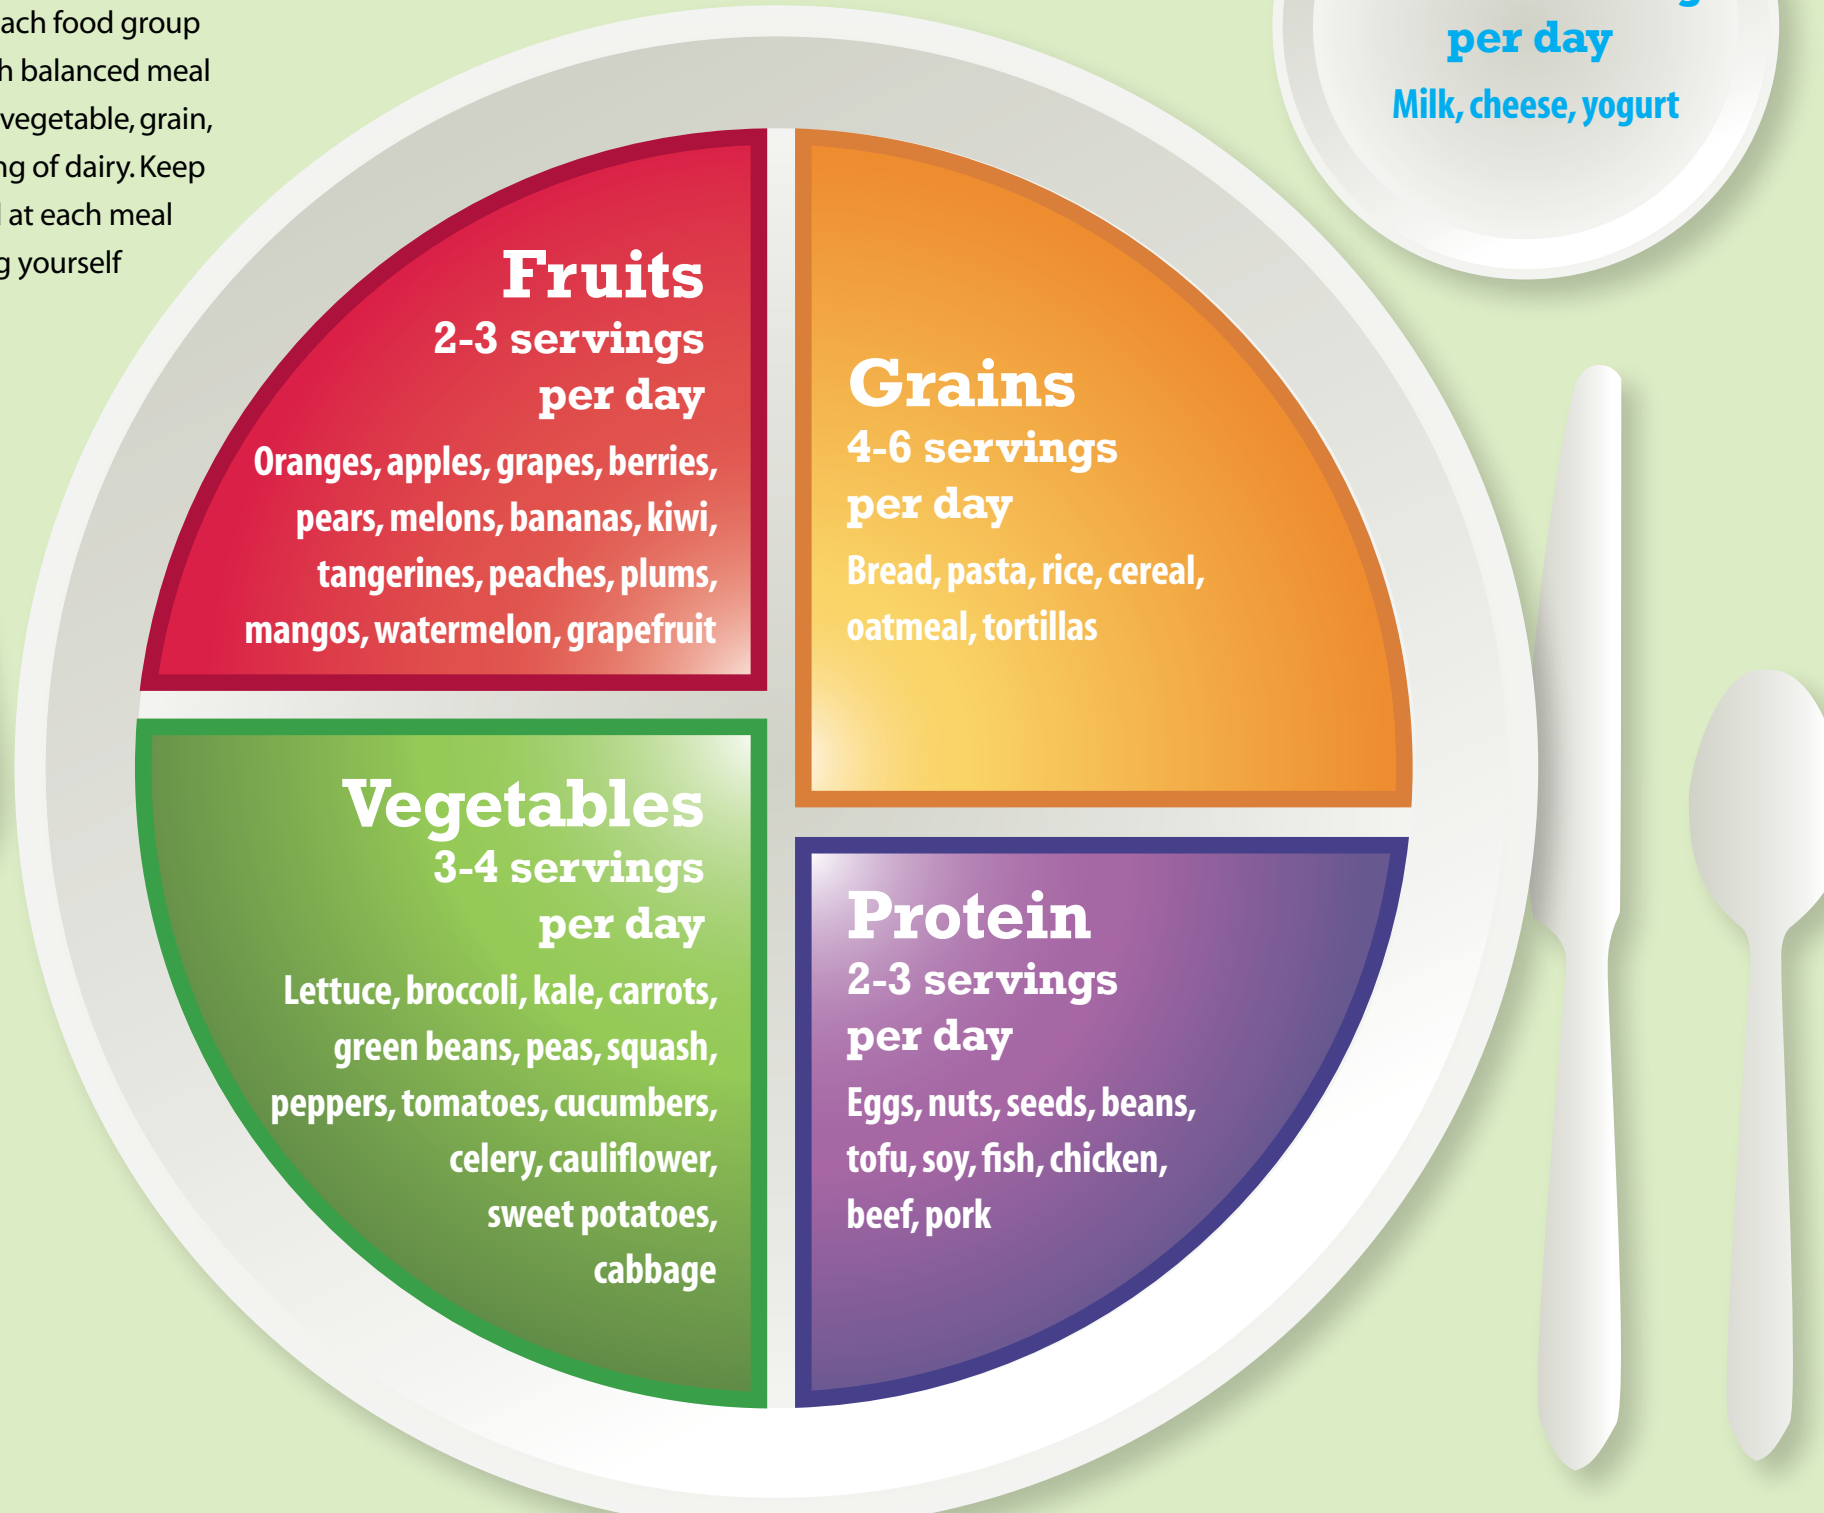 ach food group
h balanced meal
vegetable, grain,
ng of dairy. Keep
at each meal
g yourself
per day
Milk, cheese, yogurt
Fruits
2-3 servings
per day
Oranges, apples, grapes, berries,
pears, melons, bananas, kiwi,
tangerines, peaches, plums,
mangos, watermelon, grapefruit
Grains
4-6 servings
per day
Bread, pasta, rice, cereal,
oatmeal, tortillas
Vegetables
3-4 servings
per day
Lettuce, broccoli, kale, carrots,
green beans, peas, squash,
peppers, tomatoes, cucumbers,
celery, cauliflower,
sweet potatoes,
cabbage
Protein
2-3 servings
per day
Eggs, nuts, seeds, beans,
tofu, soy, fish, chicken,
beef, pork